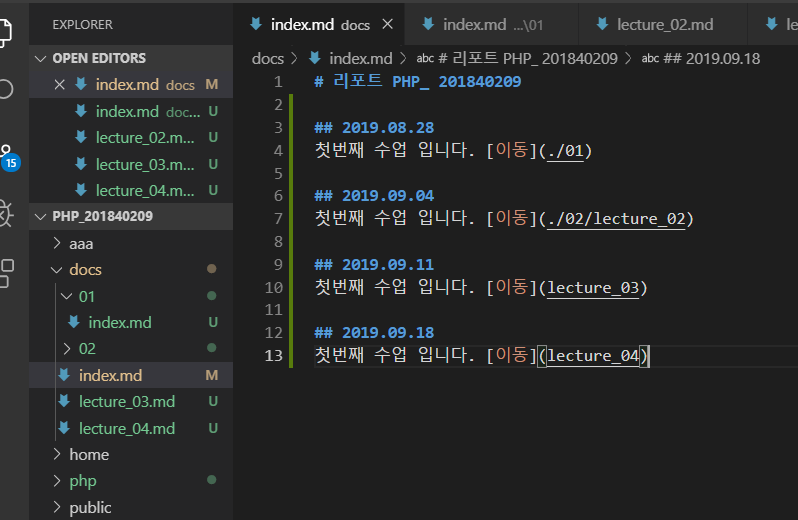 EXPLORER
OPEN EDITORS
index.md docs M
index.md doc... U
lecture_02.m... U
lecture_03.m... U
lecture_04.m... U
15
PHP_201840209
aaa
docs
01
index.md U
02
index.md M
lecture_03.md U
lecture_04.md U
home
php
public
index.md docs
index.md ...\01
lecture_02.md
le
docs > index.md > abc # 리포트 PHP_ 201840209 > abc ## 2019.09.18
1 # 리포트 PHP_ 201840209
2
3 ## 2019.08.28
4 첫번째 수업 입니다. [이동](./01)
5
6 ## 2019.09.04
7 첫번째 수업 입니다. [이동](./02/lecture_02)
8
9 ## 2019.09.11
10 첫번째 수업 입니다. [이동](lecture_03)
11
12 ## 2019.09.18
13 첫번째 수업 입니다. [이동](lecture_04)